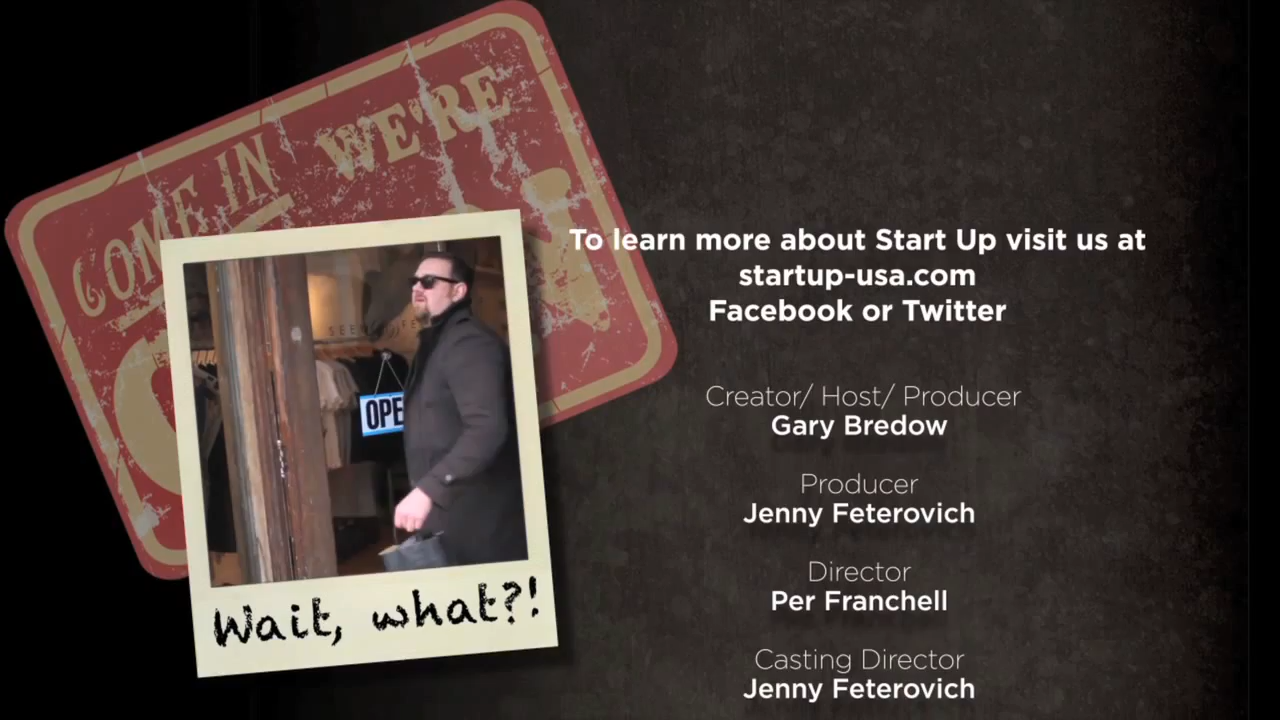 COME IN WE'RE
OPE
Wait, what?!
To learn more about Start Up visit us at
startup-usa.com
Facebook or Twitter
Creator/ Host/ Producer
Gary Bredow
Producer
Jenny Feterovich
Director
Per Franchell
Casting Director
Jenny Feterovich